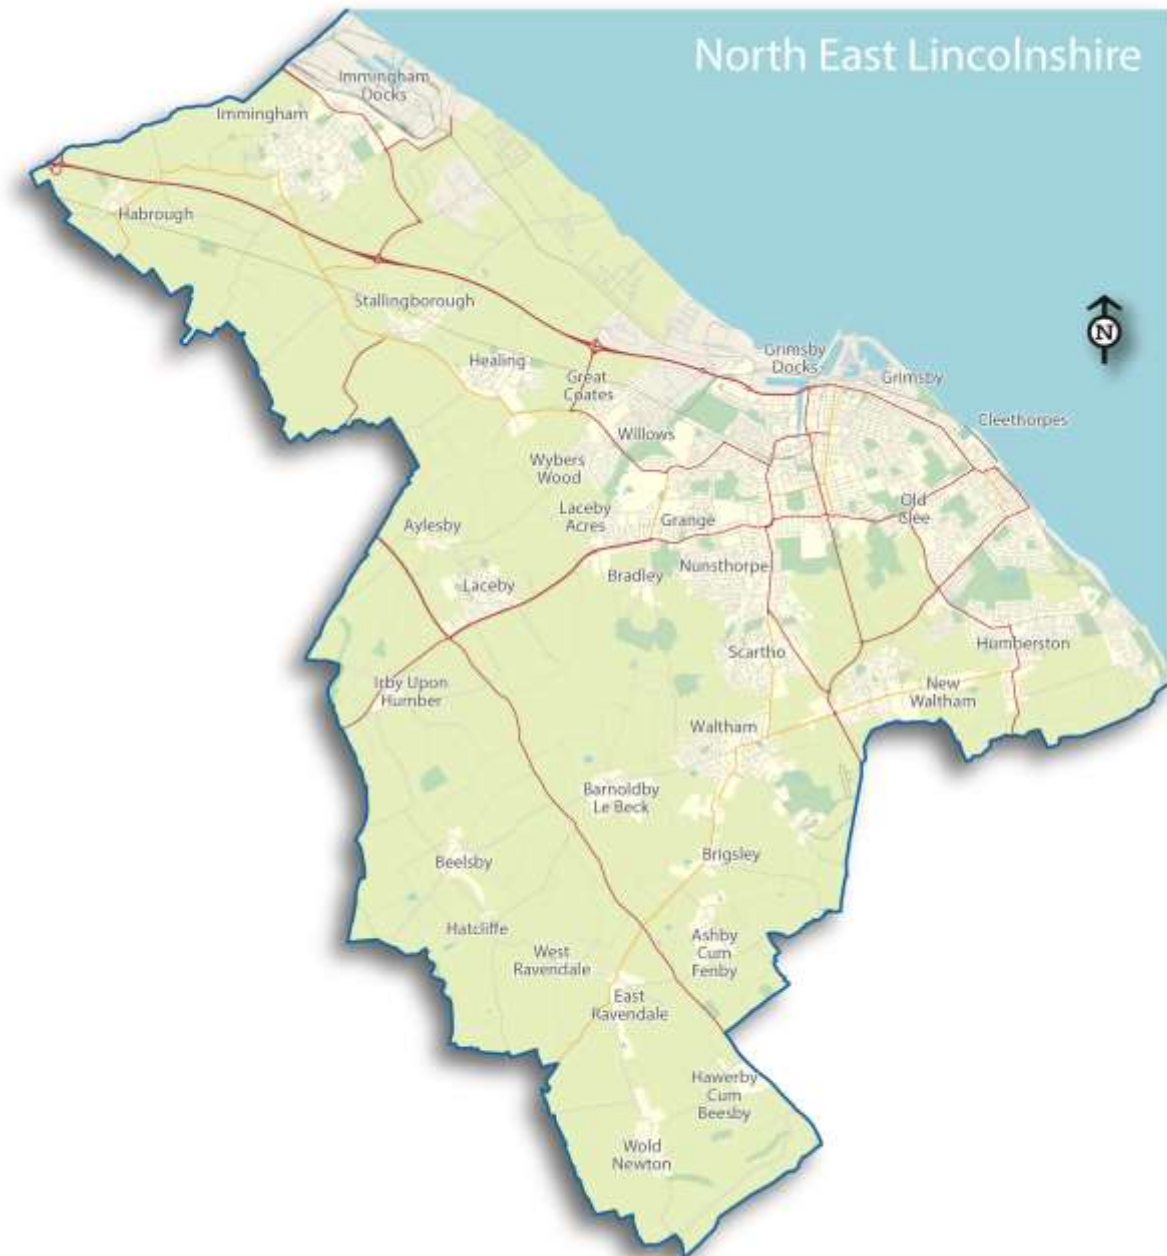 North East Lincolnshire
Immingham
Docks
Immingham
Habrough
N
Stallingborough
Healing
Great
Coates
Grimsby
Docks
Grimsby
Cleethorpes
Willows
Wybers
Wood
Laceby
Acres
Grange
Old
Clee
Aylesby
Laceby
Bradley
Nunsthorpe
Scartho
Humberston
Irby Upon
Humber
New
Waltham
Waltham
Barnoldby
Le Beck
Beelsby
Brigsley
Hatcliffe
West
Ravendale
Ashby
Cum
Fenby
East
Ravendale
Hawerby
Cum
Beesby
Wold
Newton